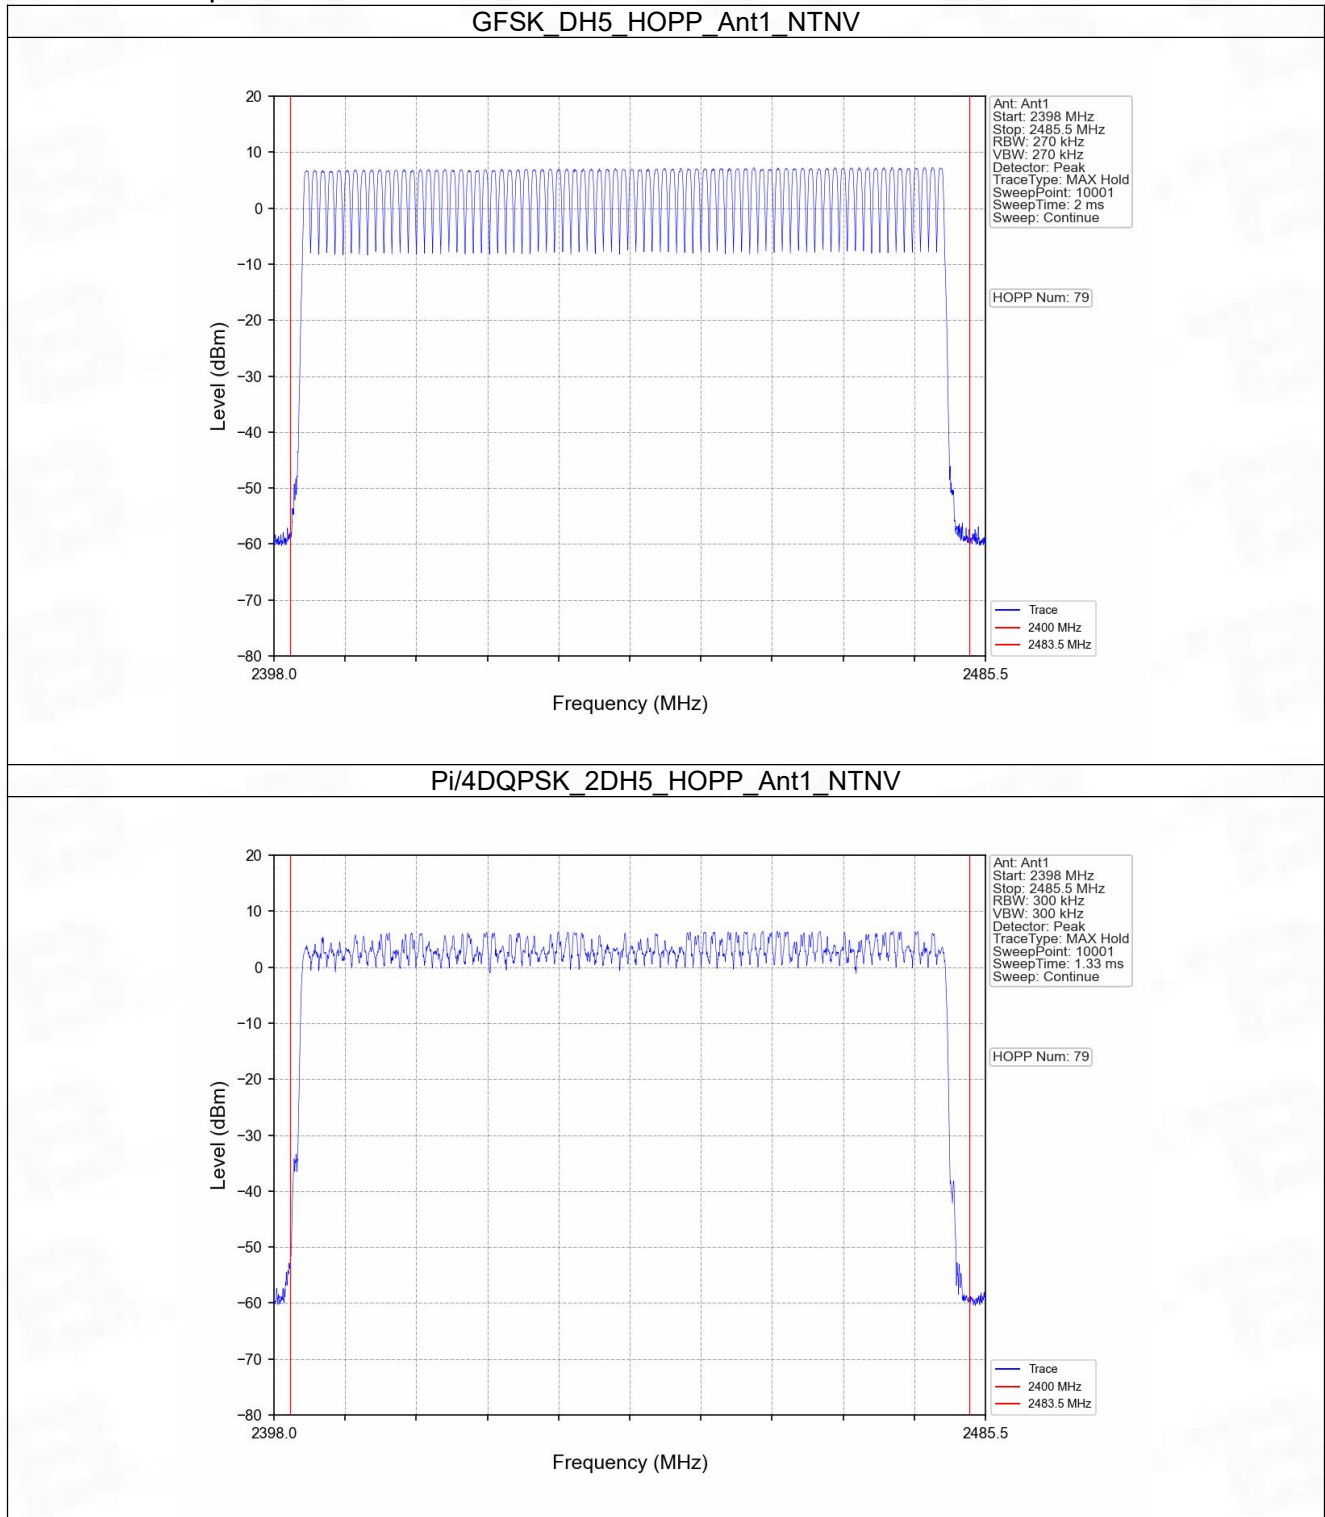 GFSK_DH5_HOPP_Ant1_NTNV
20
10
0
−10
−20
−30
−40
−50
−60
−70
−80
Level (dBm)
2398.0
2485.5
Frequency (MHz)
Ant: Ant1
Start: 2398 MHz
Stop: 2485.5 MHz
RBW: 270 kHz
VBW: 270 kHz
Detector: Peak
TraceType: MAX Hold
SweepPoint: 10001
SweepTime: 2 ms
Sweep: Continue
HOPP Num: 79
Trace
2400 MHz
2483.5 MHz
Pi/4DQPSK_2DH5_HOPP_Ant1_NTNV
20
10
0
−10
−20
−30
−40
−50
−60
−70
−80
Level (dBm)
2398.0
2485.5
Frequency (MHz)
Ant: Ant1
Start: 2398 MHz
Stop: 2485.5 MHz
RBW: 300 kHz
VBW: 300 kHz
Detector: Peak
TraceType: MAX Hold
SweepPoint: 10001
SweepTime: 1.33 ms
Sweep: Continue
HOPP Num: 79
Trace
2400 MHz
2483.5 MHz